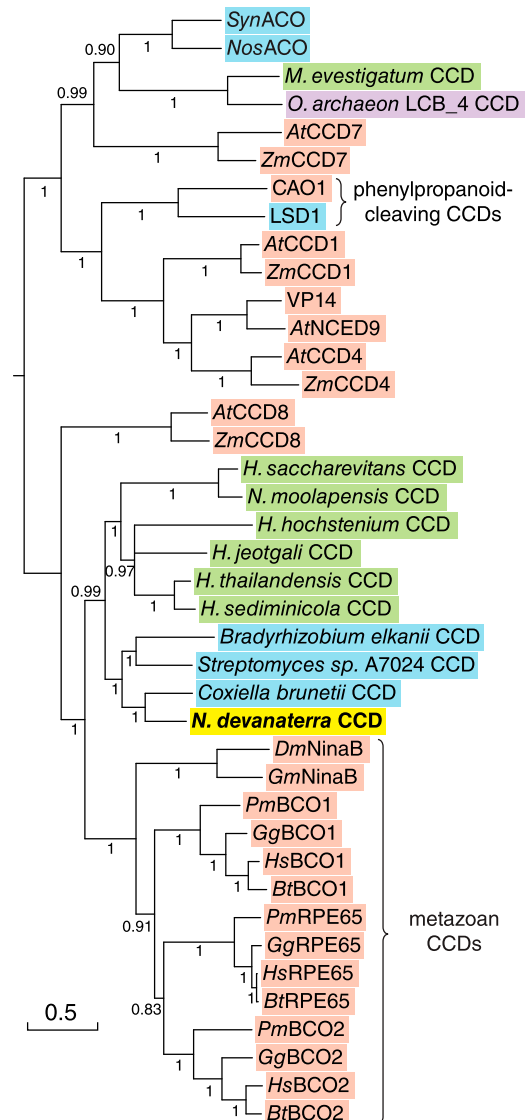 SynACO
0.90
1
NosACO
M. evestigatum CCD
0.99
1
O. archaeon LCB_4 CCD
AtCCD7
1
ZmCCD7
1
CAO1
phenylpropanoid-
cleaving CCDs
1
LSD1
AtCCD1
1
1
ZmCCD1
VP14
1
1
AtNCED9
1
AtCCD4
1
ZmCCD4
AtCCD8
1
ZmCCD8
H. saccharevitans CCD
1
N. moolapensis CCD
1
H. hochstenium CCD
H. jeotgali CCD
0.97
H. thailandensis CCD
0.99
1
H. sediminicola CCD
Bradyrhizobium elkanii CCD
1
Streptomyces sp. A7024 CCD
1
Coxiella brunetii CCD
1
N. devanaterra CCD
1
DmNinaB
1
GmNinaB
PmBCO1
1
GgBCO1
1
HsBCO1
1
BtBCO1
PmRPE65
0.91
metazoan
CCDs
1
GgRPE65
HsRPE65
1
1
BtRPE65
0.83
0.5
PmBCO2
1
GgBCO2
1
HsBCO2
1
BtBCO2